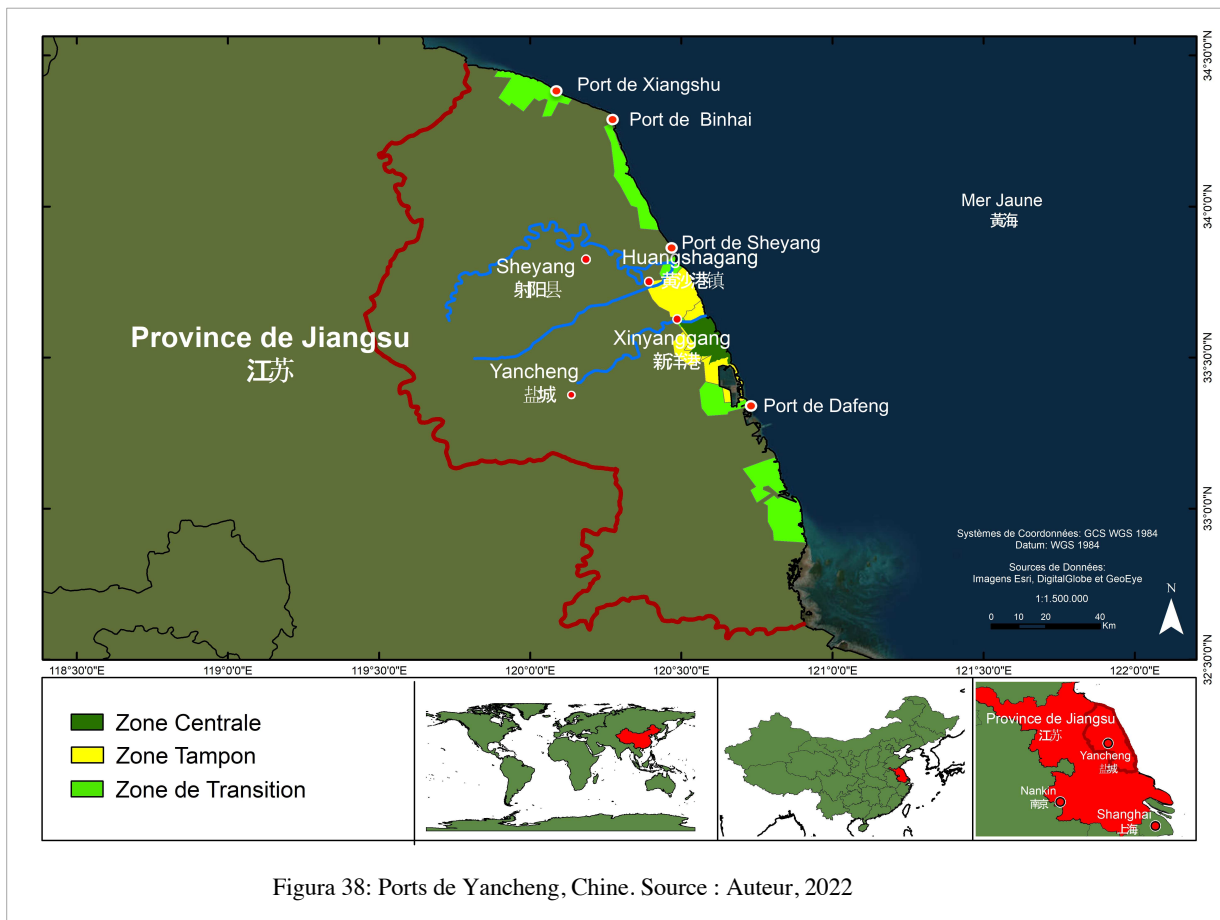 Port de Xiangshu
Port de Binhai
Mer Jaune
黃海
Port de Sheyang
Huangshagang
黄沙港镇
Sheyang
射阳县
Province de Jiangsu
江苏
Xinyanggang
新洋港
Yancheng
盐城
Port de Dafeng
Systèmes de Coordonnées: GCS WGS 1984
Datum: WGS 1984
Sources de Données:
Imagens Esri, DigitalGlobe et GeoEye
1:1.500.000
N
0 10 20 40
Km
34°30'0"N
34°0'0"N
33°30'0"N
33°0'0"N
32°30'0"N
118°30'0"E 119°0'0"E 119°30'0"E 120°0'0"E 120°30'0"E 121°0'0"E 121°30'0"E 122°0'0"E
Zone Centrale
Zone Tampon
Zone de Transition
Province de Jiangsu
江苏
Yancheng
盐城
Nankin
南京
Shanghai
上海
Figura 38: Ports de Yancheng, Chine. Source : Auteur, 2022